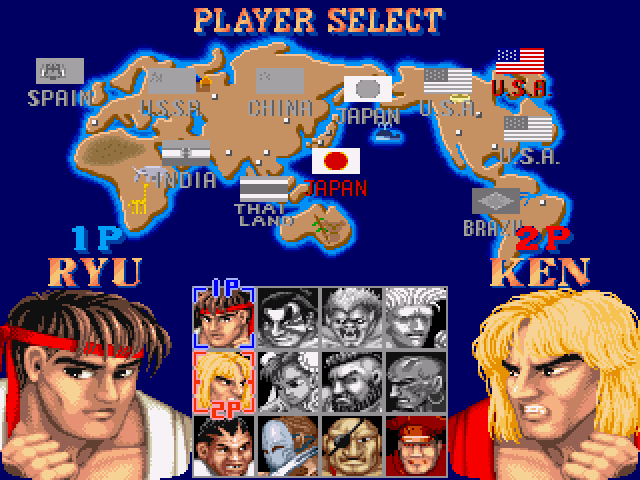 PLAYER SELECT
SPAIN
U.S.S.R.
CHINA
JAPAN
U.S.A.
U.S.A.
U.S.A.
INDIA
JAPAN
THAI
LAND
BRAZIL
1P
2P
RYU
KEN
1P
2P